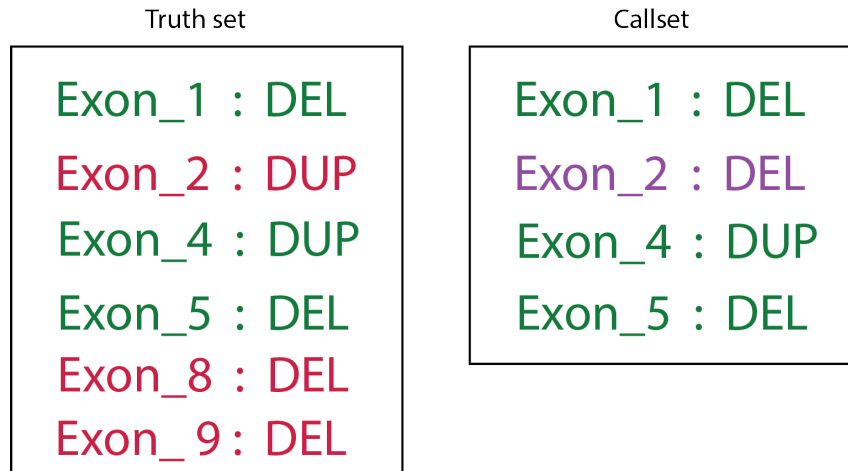 Truth set
Exon_1 : DEL
Exon_2 : DUP
Exon_4 : DUP
Exon_5 : DEL
Exon_8 : DEL
Exon_ 9 : DEL
Callset
Exon_1 : DEL
Exon_2 : DEL
Exon_4 : DUP
Exon_5 : DEL